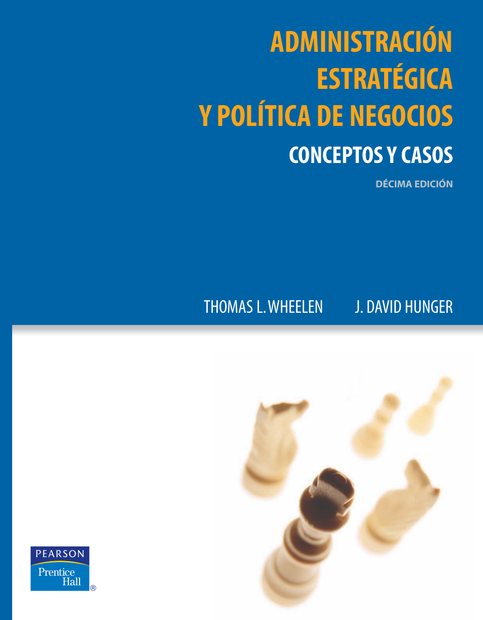 ADMINISTRACIÓN
ESTRATÉGICA
Y POLÍTICA DE NEGOCIOS
CONCEPTOS Y CASOS
DÉCIMA EDICIÓN
THOMAS L. WHEELEN J. DAVID HUNGER
PEARSON
Prentice
Hall
®